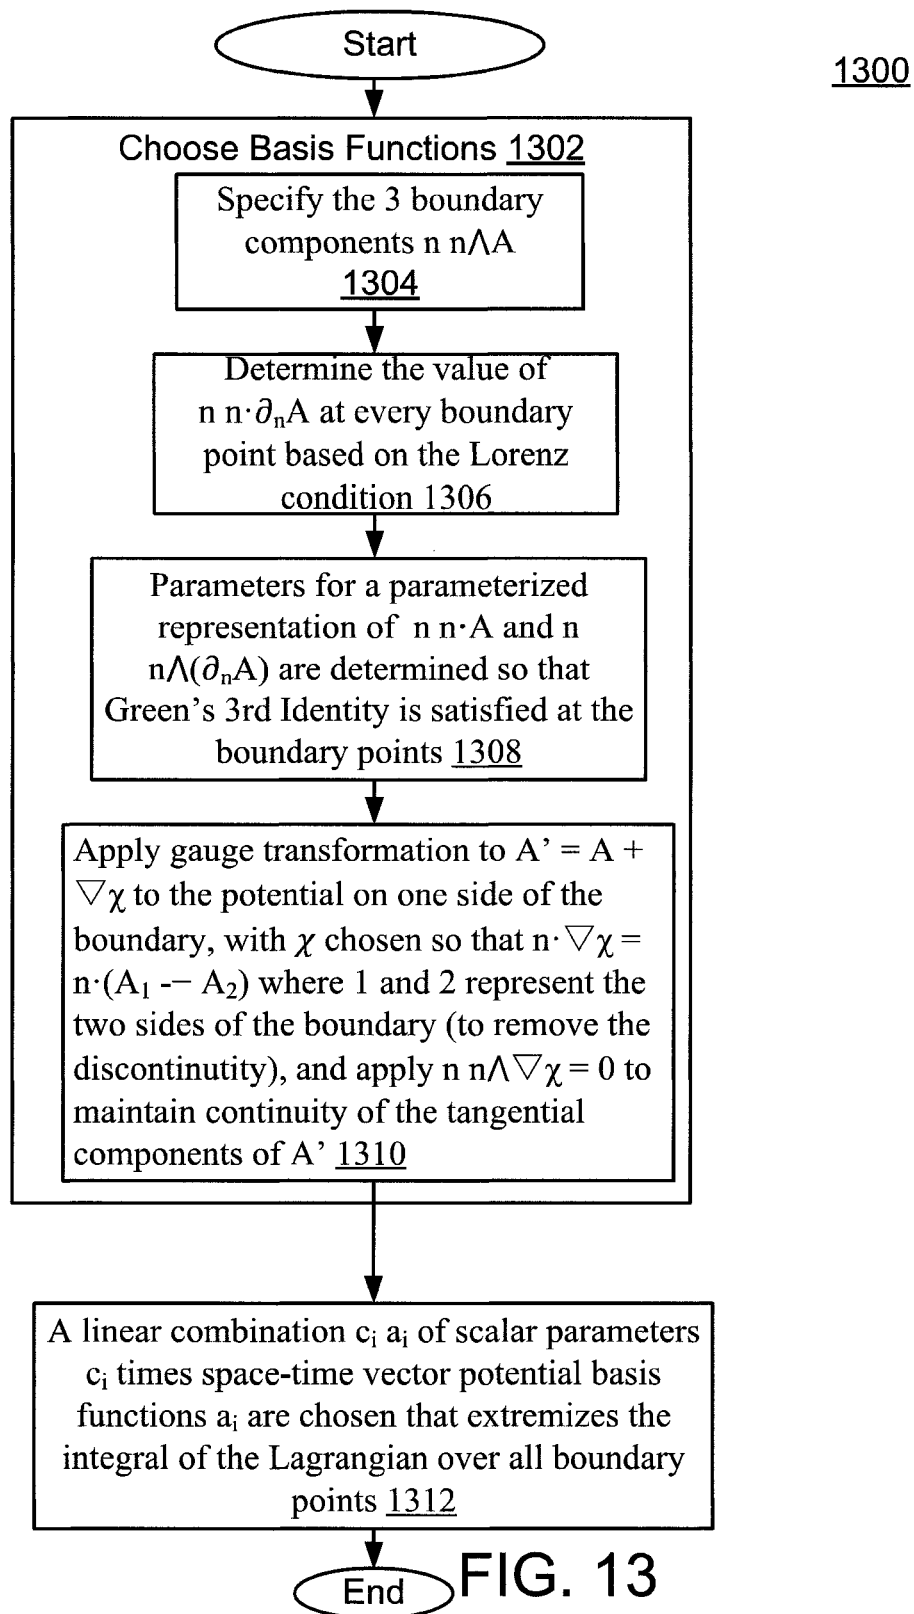 Start
1300
Choose Basis Functions 1302
Specify the 3 boundary
components n n⋀A
1304
Determine the value of
n n·∂ₙA at every boundary
point based on the Lorenz
condition 1306
Parameters for a parameterized
representation of n n·A and n
n⋀(∂ₙA) are determined so that
Green's 3rd Identity is satisfied at the
boundary points 1308
Apply gauge transformation to A' = A +
▽χ to the potential on one side of the
boundary, with χ chosen so that n·▽χ =
n·(A₁ -− A₂) where 1 and 2 represent the
two sides of the boundary (to remove the
discontinutity), and apply n n⋀▽χ = 0 to
maintain continuity of the tangential
components of A' 1310
A linear combination cᵢ aᵢ of scalar parameters
cᵢ times space-time vector potential basis
functions aᵢ are chosen that extremizes the
integral of the Lagrangian over all boundary
points 1312
End
FIG. 13